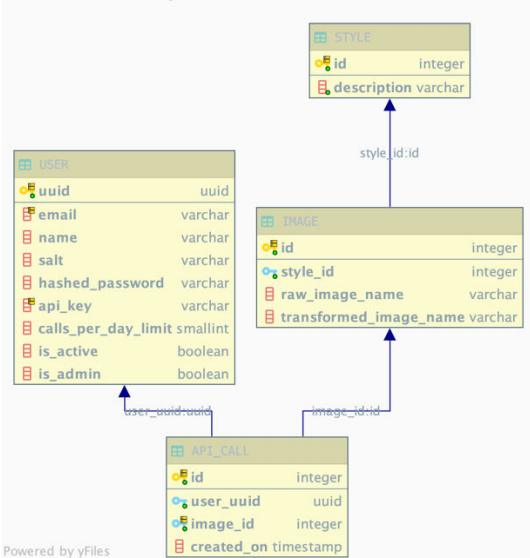 STYLE
id integer
description varchar
style_id:id
USER
uuid uuid
email varchar
name varchar
salt varchar
hashed_password varchar
api_key varchar
calls_per_day_limit smallint
is_active boolean
is_admin boolean
IMAGE
id integer
style_id integer
raw_image_name varchar
transformed_image_name varchar
user_uuid:uuid
image_id:id
API_CALL
id integer
user_uuid uuid
image_id integer
created_on timestamp
Powered by yFiles